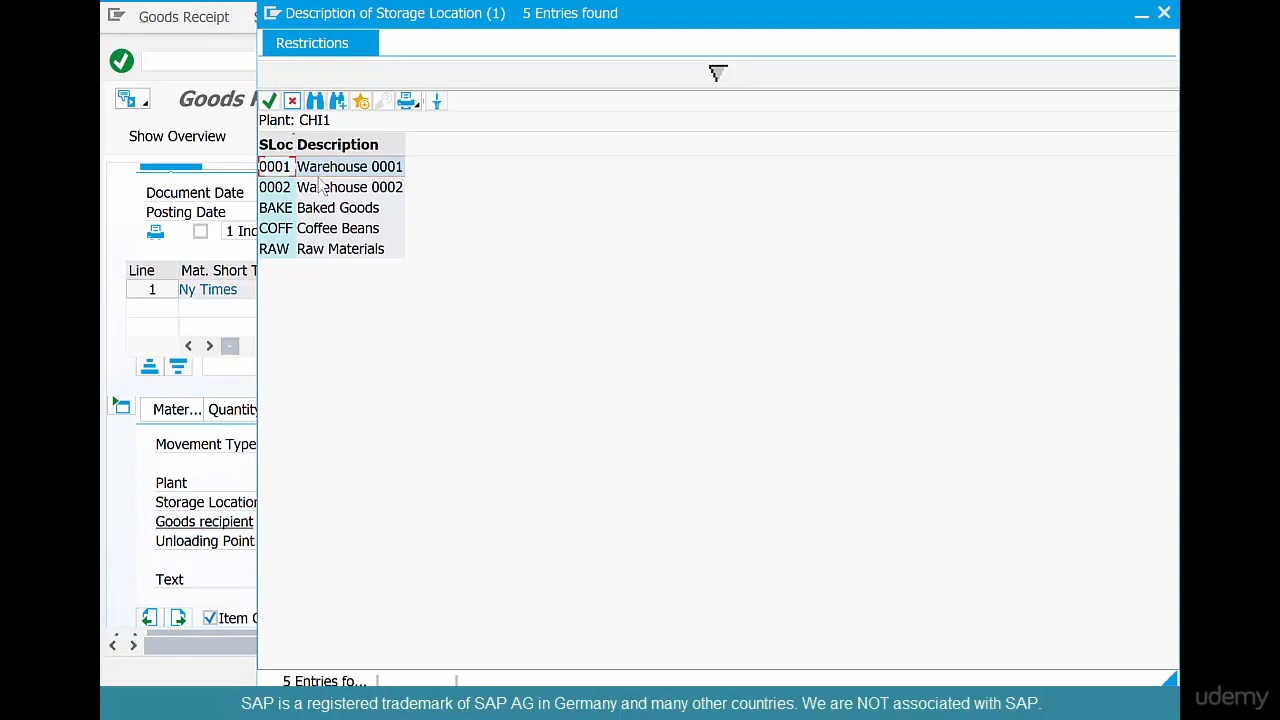 Goods Receipt
Description of Storage Location (1) 5 Entries found
Restrictions
Goods
Plant: CHI1
Show Overview
SLoc Description
0001 Warehouse 0001
0002 Warehouse 0002
BAKE Baked Goods
COFF Coffee Beans
RAW Raw Materials
Document Date
Posting Date
1 Ind
Line Mat. Short T
1 Ny Times
Mater... Quantity
Movement Type
Plant
Storage Location
Goods recipient
Unloading Point
Text
Item
5 Entries fo...
SAP is a registered trademark of SAP AG in Germany and many other countries. We are NOT associated with SAP.
udemy